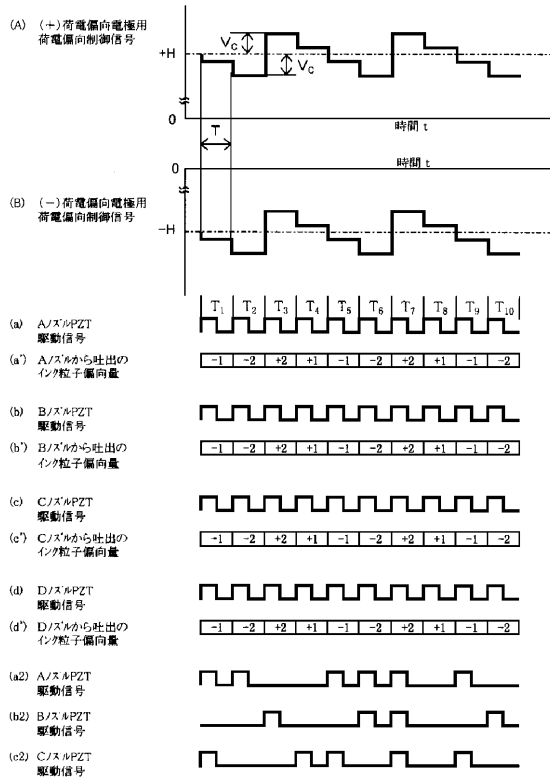 (A) (+)荷電偏向電極用
荷電偏向制御信号
+H
VC
VC
0
時間 t
T
時間 t
0
(B) (-)荷電偏向電極用
荷電偏向制御信号
-H
T1 T2 T3 T4 T5 T6 T7 T8 T9 T10
(a) AノズルPZT
駆動信号
(a') Aノズルから吐出の
インク粒子偏向量
-1 -2 +2 +1 -1 -2 +2 +1 -1 -2
(b) BノズルPZT
駆動信号
(b') Bノズルから吐出の
インク粒子偏向量
-1 -2 +2 +1 -1 -2 +2 +1 -1 -2
(c) CノズルPZT
駆動信号
(c') Cノズルから吐出の
インク粒子偏向量
-1 -2 +2 +1 -1 -2 +2 +1 -1 -2
(d) DノズルPZT
駆動信号
(d') Dノズルから吐出の
インク粒子偏向量
-1 -2 +2 +1 -1 -2 +2 +1 -1 -2
(a2) AノズルPZT
駆動信号
(b2) BノズルPZT
駆動信号
(c2) CノズルPZT
駆動信号